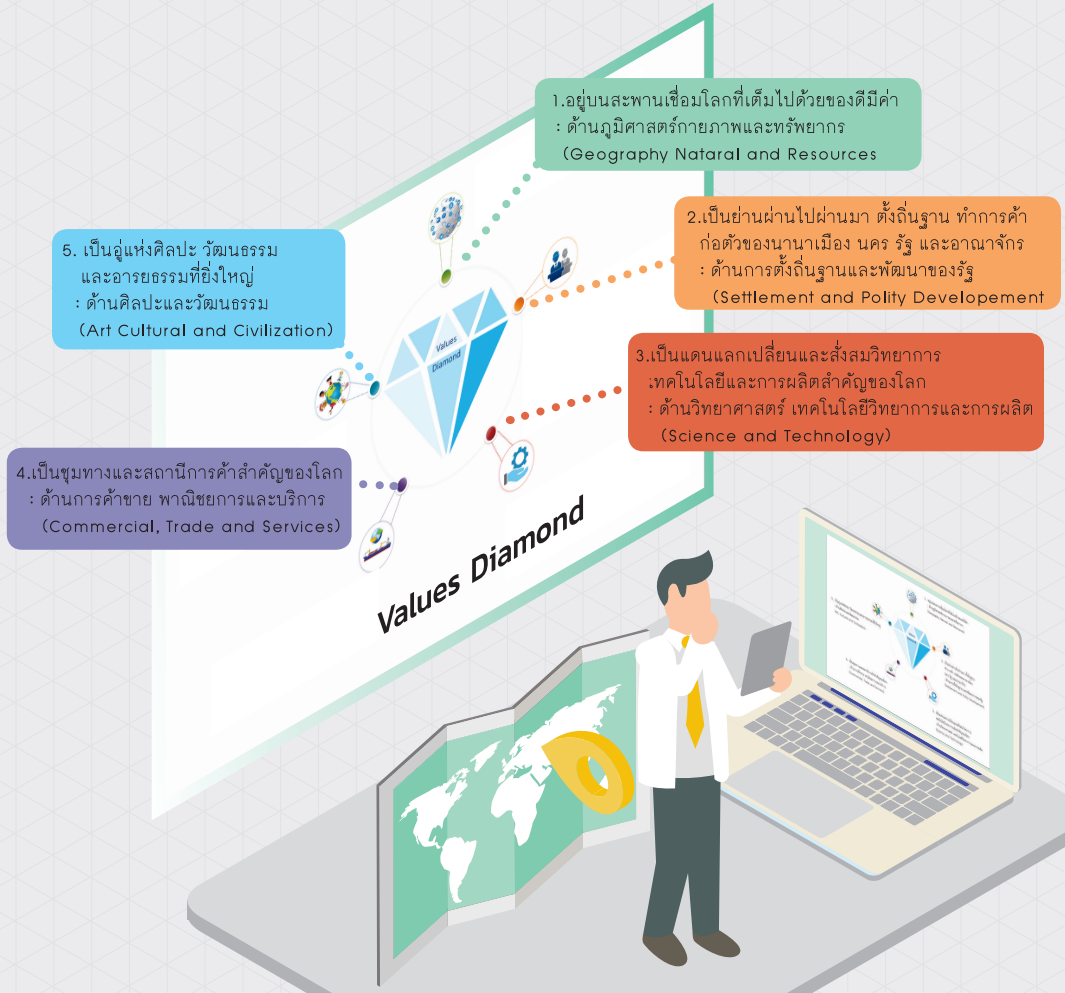 1.อยู่บนสะพานเชื่อมโลกที่เต็มไปด้วยของดีมีค่า
: ด้านภูมิศาสตร์กายภาพและทรัพยากร
(Geography Nataral and Resources
2.เป็นย่านผ่านไปผ่านมา ตั้งถิ่นฐาน ทำการค้า
ก่อตัวของนานาเมือง นคร รัฐ และอาณาจักร
: ด้านการตั้งถิ่นฐานและพัฒนาของรัฐ
(Settlement and Polity Developement
3.เป็นแดนแลกเปลี่ยนและสั่งสมวิทยาการ
เทคโนโลยีและการผลิตสำคัญของโลก
: ด้านวิทยาศาสตร์ เทคโนโลยีวิทยาการและการผลิต
(Science and Technology)
4.เป็นชุมทางและสถานีการค้าสำคัญของโลก
: ด้านการค้าขาย พาณิชยการและบริการ
(Commercial, Trade and Services)
5. เป็นอู่แห่งศิลปะ วัฒนธรรม
และอารยธรรมที่ยิ่งใหญ่
: ด้านศิลปะและวัฒนธรรม
(Art Cultural and Civilization)
Values
Diamond
Values Diamond